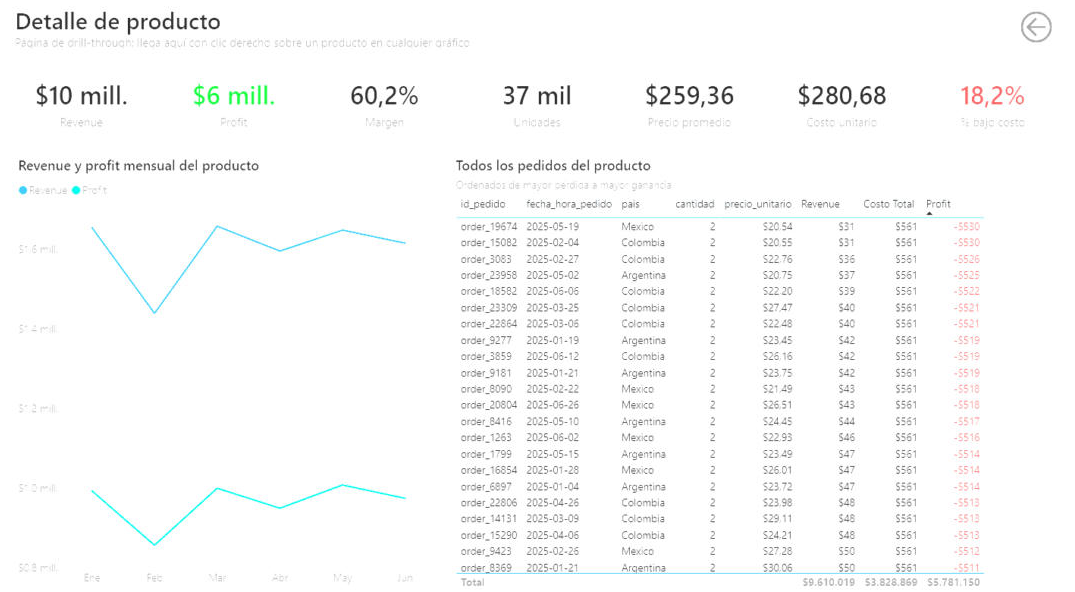 Detalle de producto
Página de drill-through: llega aquí con clic derecho sobre un producto en cualquier gráfico
$10 mill. $6 mill. 60,2% 37 mil $259,36 $280,68 18,2%
Revenue Profit Margen Unidades Precio promedio Costo unitario % bajo costo
Revenue y profit mensual del producto
Revenue Profit
$1.6 mill.
$1.4 mill.
$1.2 mill.
$1.0 mill.
$0.8 mill.
Ene Feb Mar Abr May Jun
Todos los pedidos del producto
Ordenados de mayor perdida a mayor ganancia
id_pedido fecha_hora_pedido pais cantidad precio_unitario Revenue Costo Total Profit
order_19674 2025-05-19 Mexico 2 $20.54 $31 $561 -$530
order_15082 2025-02-04 Colombia 2 $20.55 $31 $561 -$530
order_3083 2025-02-27 Colombia 2 $22.76 $36 $561 -$526
order_23958 2025-05-02 Argentina 2 $20.75 $37 $561 -$525
order_18582 2025-06-06 Colombia 2 $22.20 $39 $561 -$522
order_23309 2025-03-25 Colombia 2 $27.47 $40 $561 -$521
order_22864 2025-03-06 Colombia 2 $22.48 $40 $561 -$521
order_9277 2025-01-19 Argentina 2 $23.45 $42 $561 -$519
order_3859 2025-06-12 Colombia 2 $26.16 $42 $561 -$519
order_9181 2025-01-21 Argentina 2 $23.75 $42 $561 -$519
order_8090 2025-02-22 Mexico 2 $21.49 $43 $561 -$518
order_20804 2025-06-26 Mexico 2 $26.51 $43 $561 -$518
order_8416 2025-05-10 Argentina 2 $24.45 $44 $561 -$517
order_1263 2025-06-02 Mexico 2 $22.93 $46 $561 -$516
order_1799 2025-05-15 Argentina 2 $23.49 $47 $561 -$514
order_16854 2025-01-28 Mexico 2 $26.01 $47 $561 -$514
order_6897 2025-01-04 Argentina 2 $23.72 $47 $561 -$514
order_22806 2025-04-26 Colombia 2 $23.98 $48 $561 -$513
order_14131 2025-03-09 Colombia 2 $29.11 $48 $561 -$513
order_15290 2025-04-06 Colombia 2 $24.21 $48 $561 -$513
order_9423 2025-02-26 Mexico 2 $27.28 $50 $561 -$512
order_8369 2025-01-21 Argentina 2 $30.06 $50 $561 -$511
Total $9.610.019 $3.828.869 $5.781.150